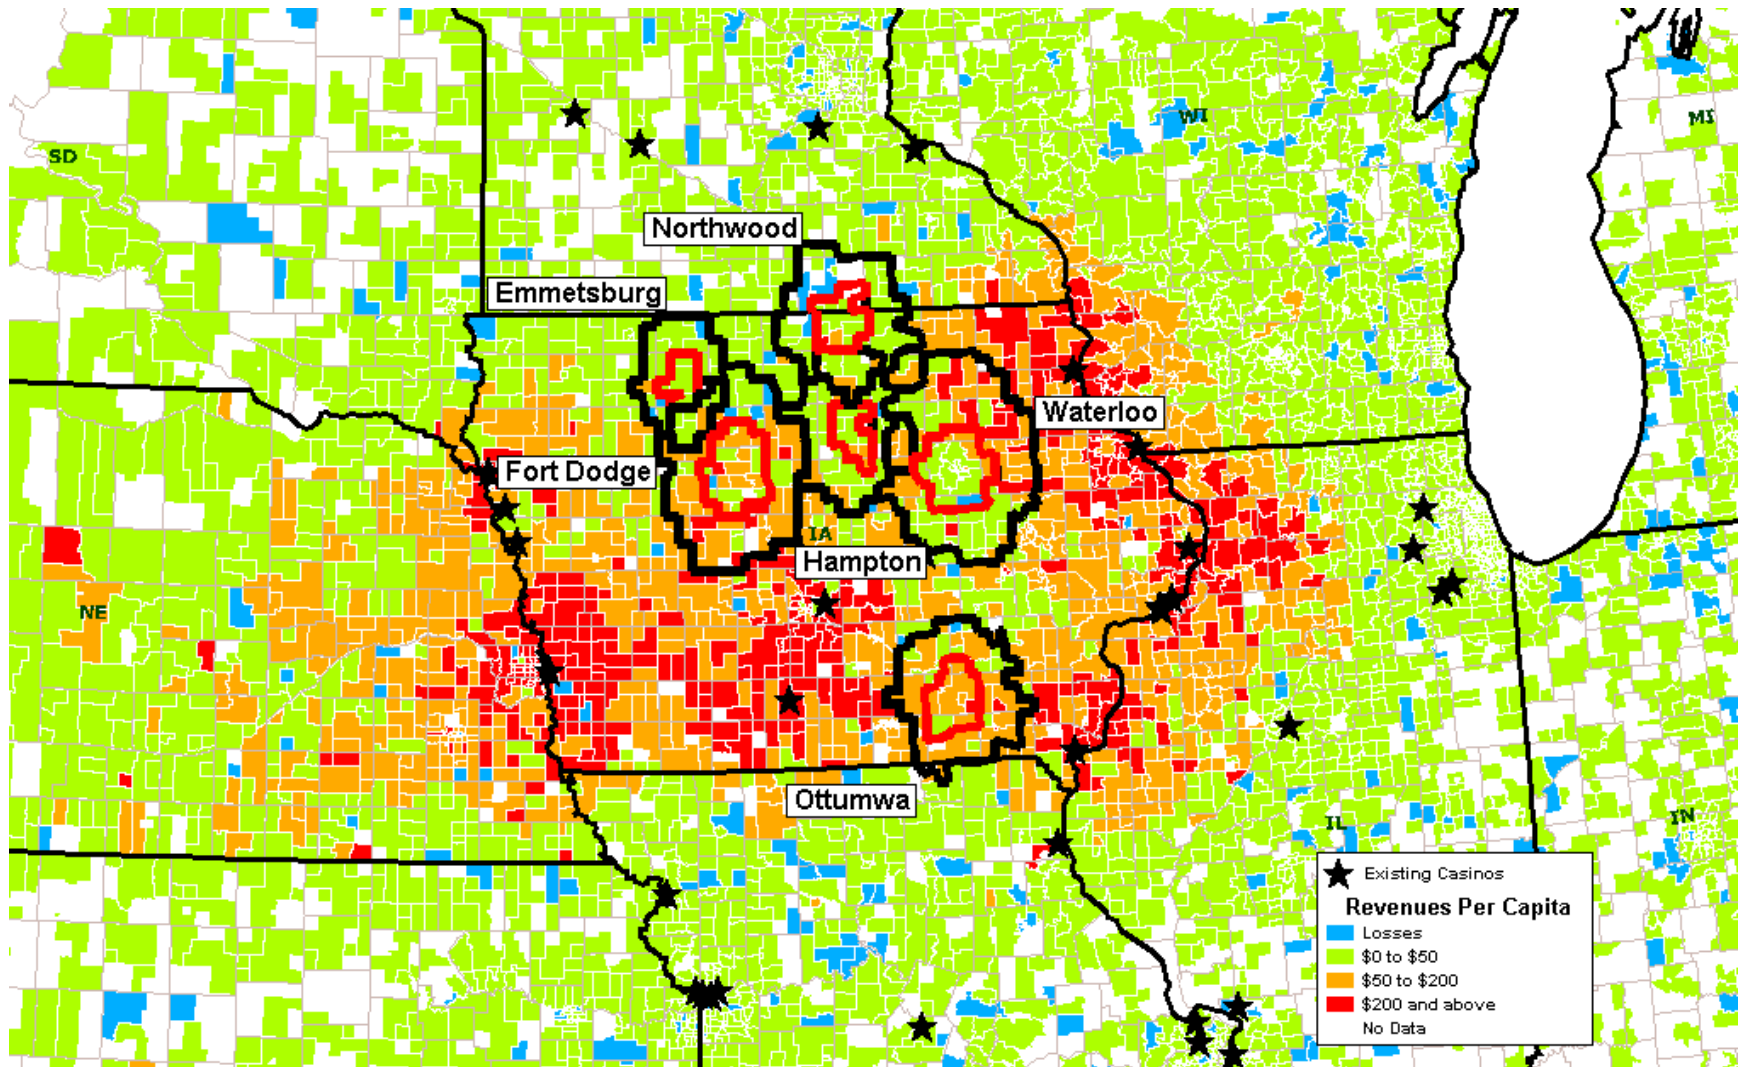 WI
MI
SD
Northwood
Emmetsburg
Waterloo
Fort Dodge
IA
Hampton
NE
Ottumwa
IL
IN
Existing Casinos
Revenues Per Capita
Losses
$0 to $50
$50 to $200
$200 and above
No Data